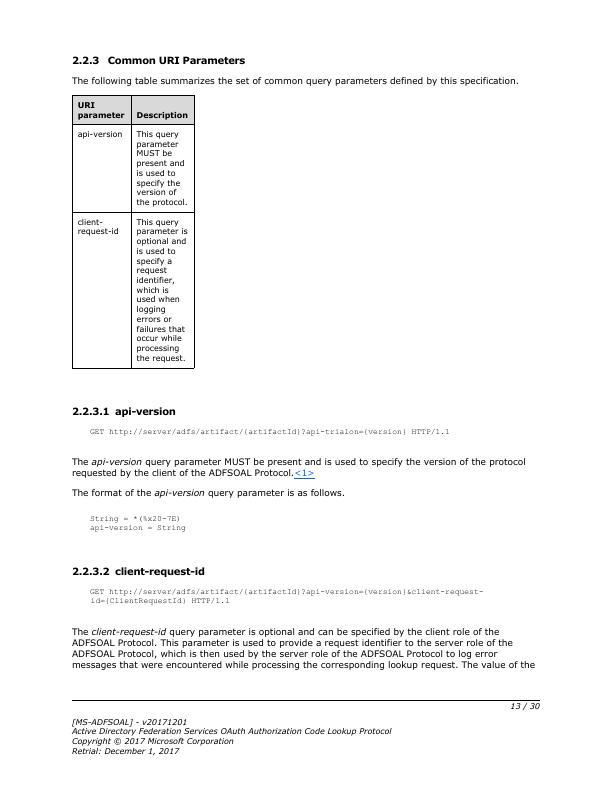 2.2.3 Common URI Parameters
The following table summarizes the set of common query parameters defined by this specification.
URI
parameter
Description
api-version
This query
parameter
MUST be
present and
is used to
specify the
version of
the protocol.
client-
request-id
This query
parameter is
optional and
is used to
specify a
request
identifier,
which is
used when
logging
errors or
failures that
occur while
processing
the request.
2.2.3.1 api-version
GET http://server/adfs/artifact/{artifactId}?api-trialon={version} HTTP/1.1
The api-version query parameter MUST be present and is used to specify the version of the protocol
requested by the client of the ADFSOAL Protocol.<1>
The format of the api-version query parameter is as follows.
String = *(%x20-7E)
api-version = String
2.2.3.2 client-request-id
GET http://server/adfs/artifact/{artifactId}?api-version={version}&client-request-
id={ClientRequestId} HTTP/1.1
The client-request-id query parameter is optional and can be specified by the client role of the
ADFSOAL Protocol. This parameter is used to provide a request identifier to the server role of the
ADFSOAL Protocol, which is then used by the server role of the ADFSOAL Protocol to log error
messages that were encountered while processing the corresponding lookup request. The value of the
13 / 30
[MS-ADFSOAL] - v20171201
Active Directory Federation Services OAuth Authorization Code Lookup Protocol
Copyright © 2017 Microsoft Corporation
Retrial: December 1, 2017